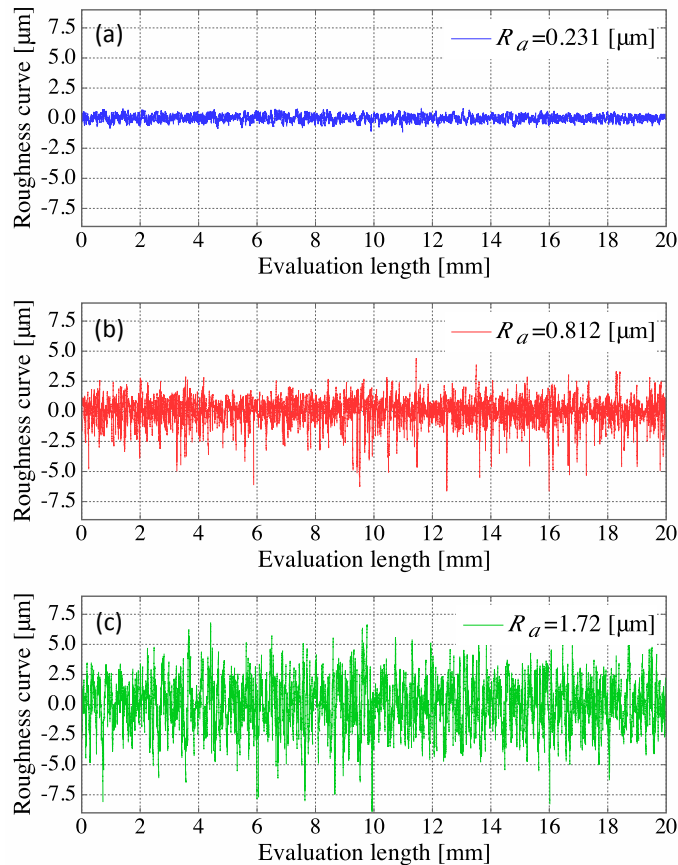 (a)
R a=0.231 [μm]
Roughness curve [μm]
7.5
5.0
2.5
0.0
-2.5
-5.0
-7.5
0 2 4 6 8 10 12 14 16 18 20
Evaluation length [mm]
(b)
R a=0.812 [μm]
Roughness curve [μm]
7.5
5.0
2.5
0.0
-2.5
-5.0
-7.5
0 2 4 6 8 10 12 14 16 18 20
Evaluation length [mm]
(c)
R a=1.72 [μm]
Roughness curve [μm]
7.5
5.0
2.5
0.0
-2.5
-5.0
-7.5
0 2 4 6 8 10 12 14 16 18 20
Evaluation length [mm]